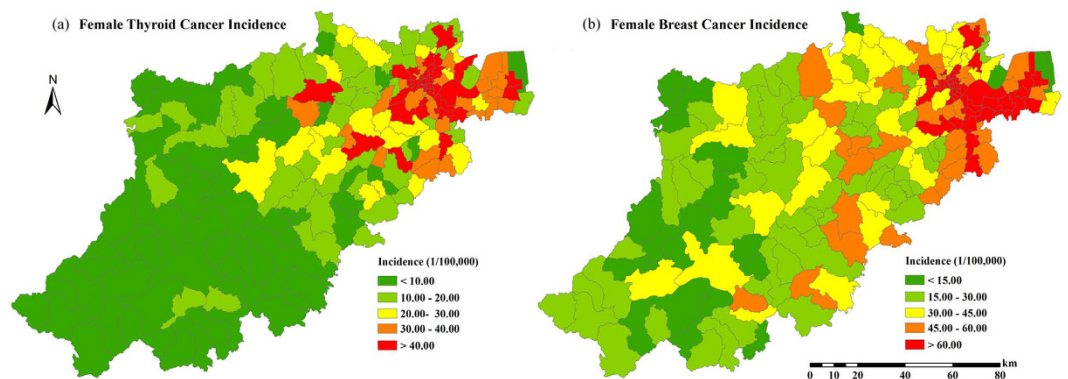 (a) Female Thyroid Cancer Incidence
N
Incidence (1/100,000)
< 10.00
10.00 - 20.00
20.00- 30.00
30.00 - 40.00
> 40.00
(b) Female Breast Cancer Incidence
Incidence (1/100,000)
< 15.00
15.00 - 30.00
30.00 - 45.00
45.00 - 60.00
> 60.00
km
0 15 20 40 60 80